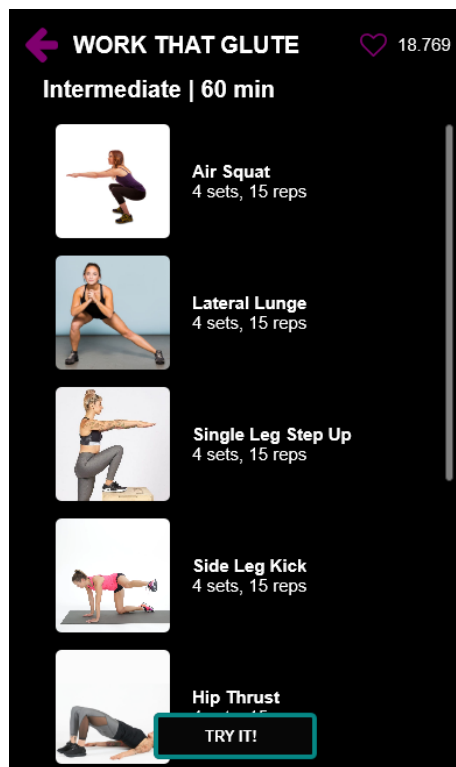 WORK THAT GLUTE
18.769
Intermediate | 60 min
Air Squat
4 sets, 15 reps
Lateral Lunge
4 sets, 15 reps
Single Leg Step Up
4 sets, 15 reps
Side Leg Kick
4 sets, 15 reps
Hip Thrust
TRY IT!